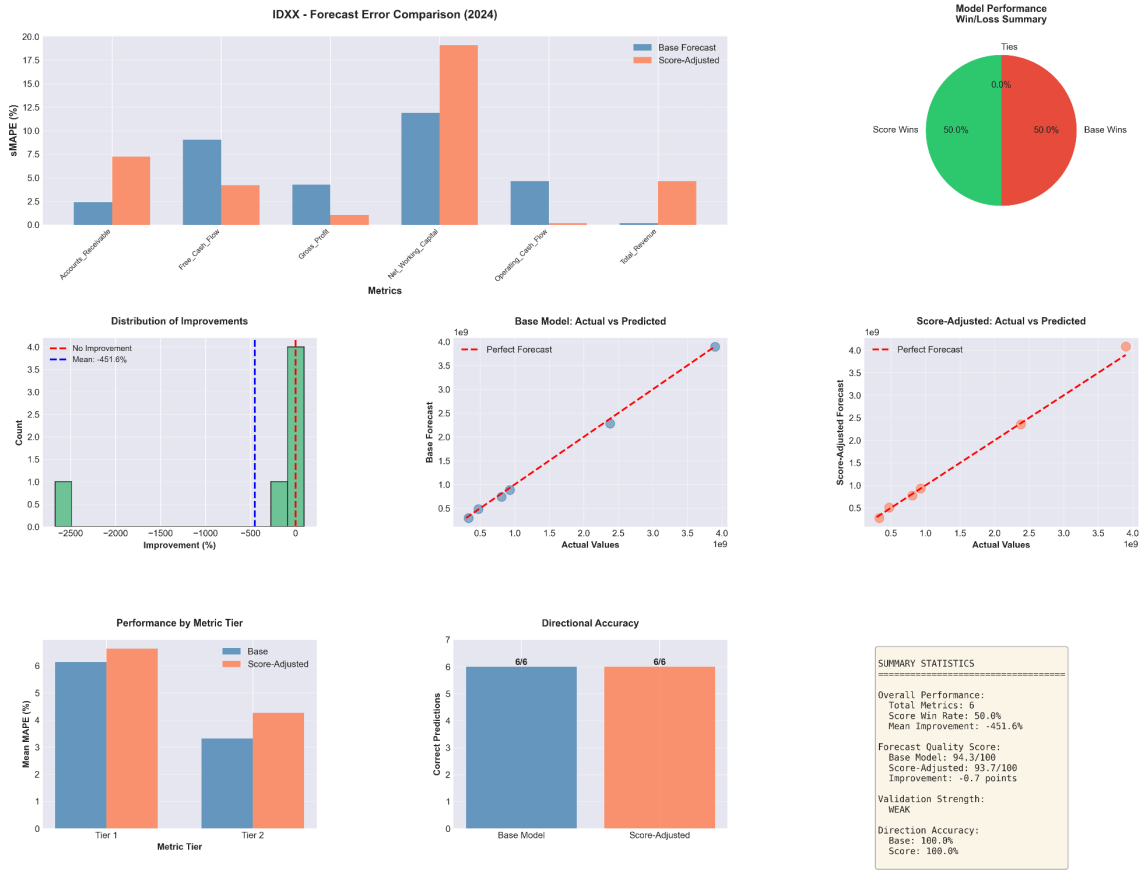 IDXX - Forecast Error Comparison (2024)
20.0
17.5
15.0
12.5
10.0
7.5
5.0
2.5
0.0
sMAPE (%)
Base Forecast
Score-Adjusted
Accounts_Receivable
Free_Cash_Flow
Gross_Profit
Net_Working_Capital
Operating_Cash_Flow
Total_Revenue
Metrics
Model Performance
Win/Loss Summary
Ties
0.0%
Score Wins
50.0%
50.0%
Base Wins
Distribution of Improvements
No Improvement
Mean: -451.6%
4.0
3.5
3.0
2.5
2.0
1.5
1.0
0.5
0.0
Count
−2500
−2000
−1500
−1000
−500
0
Improvement (%)
Base Model: Actual vs Predicted
1e9
Perfect Forecast
4.0
3.5
3.0
2.5
2.0
1.5
1.0
0.5
Base Forecast
0.5
1.0
1.5
2.0
2.5
3.0
3.5
4.0
Actual Values
1e9
Score-Adjusted: Actual vs Predicted
1e9
Perfect Forecast
4.0
3.5
3.0
2.5
2.0
1.5
1.0
0.5
Score-Adjusted Forecast
0.5
1.0
1.5
2.0
2.5
3.0
3.5
4.0
Actual Values
1e9
Performance by Metric Tier
Base
Score-Adjusted
6
5
4
3
2
1
0
Mean MAPE (%)
Tier 1
Tier 2
Metric Tier
Directional Accuracy
7
6
5
4
3
2
1
0
Correct Predictions
6/6
6/6
Base Model
Score-Adjusted
SUMMARY STATISTICS
===================================
Overall Performance:
Total Metrics: 6
Score Win Rate: 50.0%
Mean Improvement: -451.6%
Forecast Quality Score:
Base Model: 94.3/100
Score-Adjusted: 93.7/100
Improvement: -0.7 points
Validation Strength:
WEAK
Direction Accuracy:
Base: 100.0%
Score: 100.0%